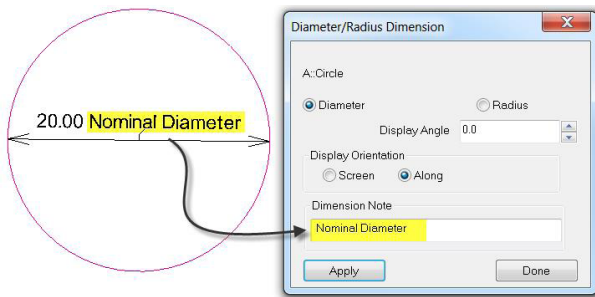 20.00 Nominal Diameter
Diameter/Radius Dimension
A::Circle
Diameter
Radius
Display Angle 0.0
Display Orientation
Screen
Along
Dimension Note
Nominal Diameter
Apply
Done